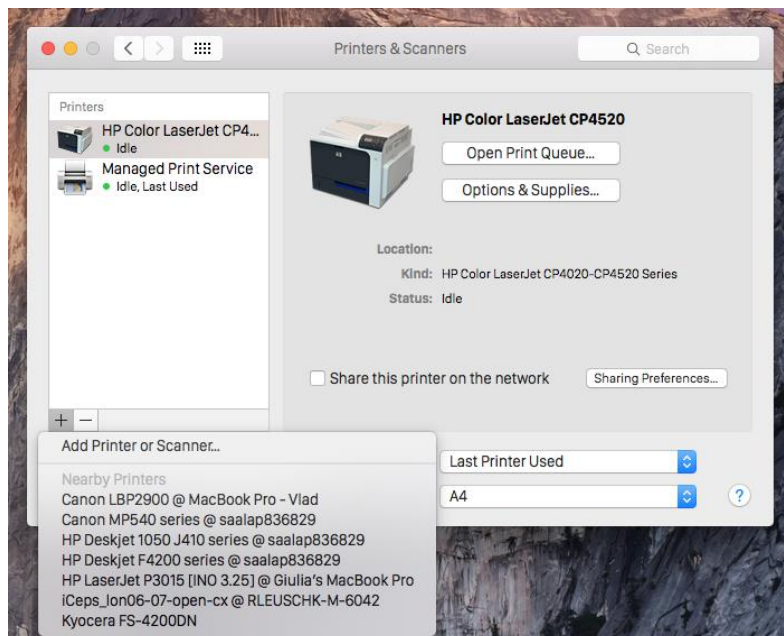 Printers & Scanners
Search
Printers
HP Color LaserJet CP4...
Idle
Managed Print Service
Idle, Last Used
HP Color LaserJet CP4520
Open Print Queue...
Options & Supplies...
Location:
Kind: HP Color LaserJet CP4020-CP4520 Series
Status: Idle
Share this printer on the network
Sharing Preferences...
+ −
Add Printer or Scanner...
Last Printer Used
A4
?
Nearby Printers
Canon LBP2900 @ MacBook Pro - Vlad
Canon MP540 series @ saalap836829
HP Deskjet 1050 J410 series @ saalap836829
HP Deskjet F4200 series @ saalap836829
HP LaserJet P3015 [INO 3.25] @ Giulia's MacBook Pro
iCeps_lon06-07-open-cx @ RLEUSCHK-M-6042
Kyocera FS-4200DN